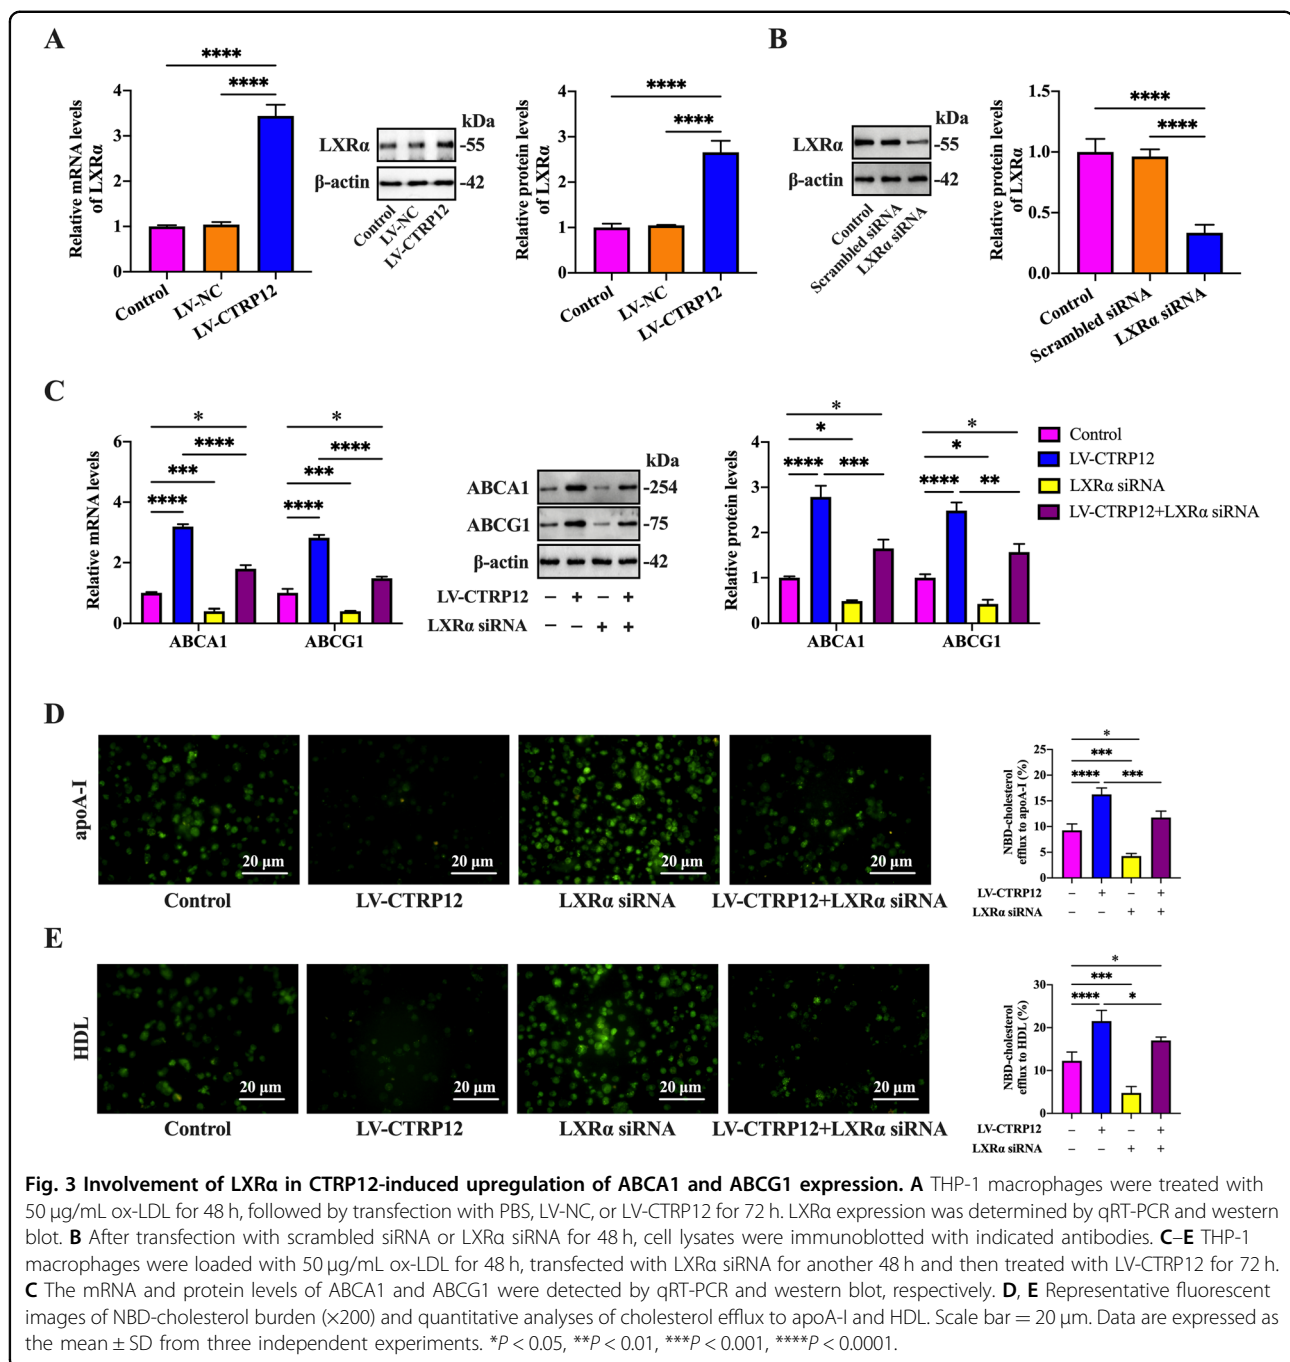 A
Relative mRNA levels
of LXRα
4
3
2
1
0
****
****
Control
LV-NC
LV-CTRP12
kDa
LXRα
-55
β-actin
-42
Control
LV-NC
LV-CTRP12
Relative protein levels
of LXRα
4
3
2
1
0
****
****
Control
LV-NC
LV-CTRP12
B
kDa
LXRα
-55
β-actin
-42
Control
Scrambled siRNA
LXRα siRNA
Relative protein levels
of LXRα
1.5
1.0
0.5
0.0
****
****
Control
Scrambled siRNA
LXRα siRNA
C
Relative mRNA levels
6
4
2
0
*
****
***
****
*
****
***
****
ABCA1
ABCG1
kDa
ABCA1
-254
ABCG1
-75
β-actin
-42
LV-CTRP12 − + − +
LXRα siRNA − − + +
Relative protein levels
4
3
2
1
0
*
*
**** ***
*
*
**** **
ABCA1
ABCG1
Control
LV-CTRP12
LXRα siRNA
LV-CTRP12+LXRα siRNA
D
apoA-I
20 μm
20 μm
20 μm
20 μm
Control
LV-CTRP12
LXRα siRNA
LV-CTRP12+LXRα siRNA
NBD-cholesterol
efflux to apoA-I (%)
25
20
15
10
5
0
*
***
**** ***
LV-CTRP12 − + − +
LXRα siRNA − − + +
E
HDL
20 μm
20 μm
20 μm
20 μm
Control
LV-CTRP12
LXRα siRNA
LV-CTRP12+LXRα siRNA
NBD-cholesterol
efflux to HDL (%)
30
20
10
0
*
***
**** *
LV-CTRP12 − + − +
LXRα siRNA − − + +
Fig. 3 Involvement of LXRα in CTRP12-induced upregulation of ABCA1 and ABCG1 expression. A THP-1 macrophages were treated with
50 μg/mL ox-LDL for 48 h, followed by transfection with PBS, LV-NC, or LV-CTRP12 for 72 h. LXRα expression was determined by qRT-PCR and western
blot. B After transfection with scrambled siRNA or LXRα siRNA for 48 h, cell lysates were immunoblotted with indicated antibodies. C–E THP-1
macrophages were loaded with 50 μg/mL ox-LDL for 48 h, transfected with LXRα siRNA for another 48 h and then treated with LV-CTRP12 for 72 h.
C The mRNA and protein levels of ABCA1 and ABCG1 were detected by qRT-PCR and western blot, respectively. D, E Representative fluorescent
images of NBD-cholesterol burden (×200) and quantitative analyses of cholesterol efflux to apoA-I and HDL. Scale bar = 20 μm. Data are expressed as
the mean ± SD from three independent experiments. *P < 0.05, **P < 0.01, ***P < 0.001, ****P < 0.0001.